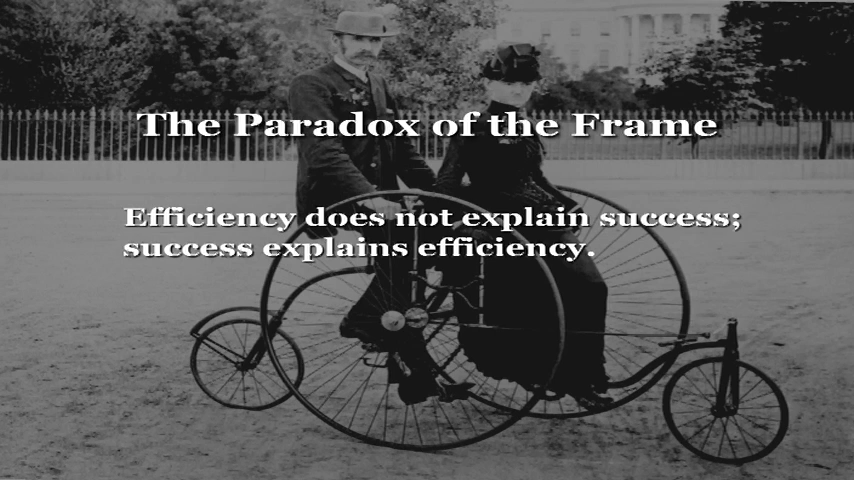 The Paradox of the Frame
Efficiency does not explain success;
success explains efficiency.